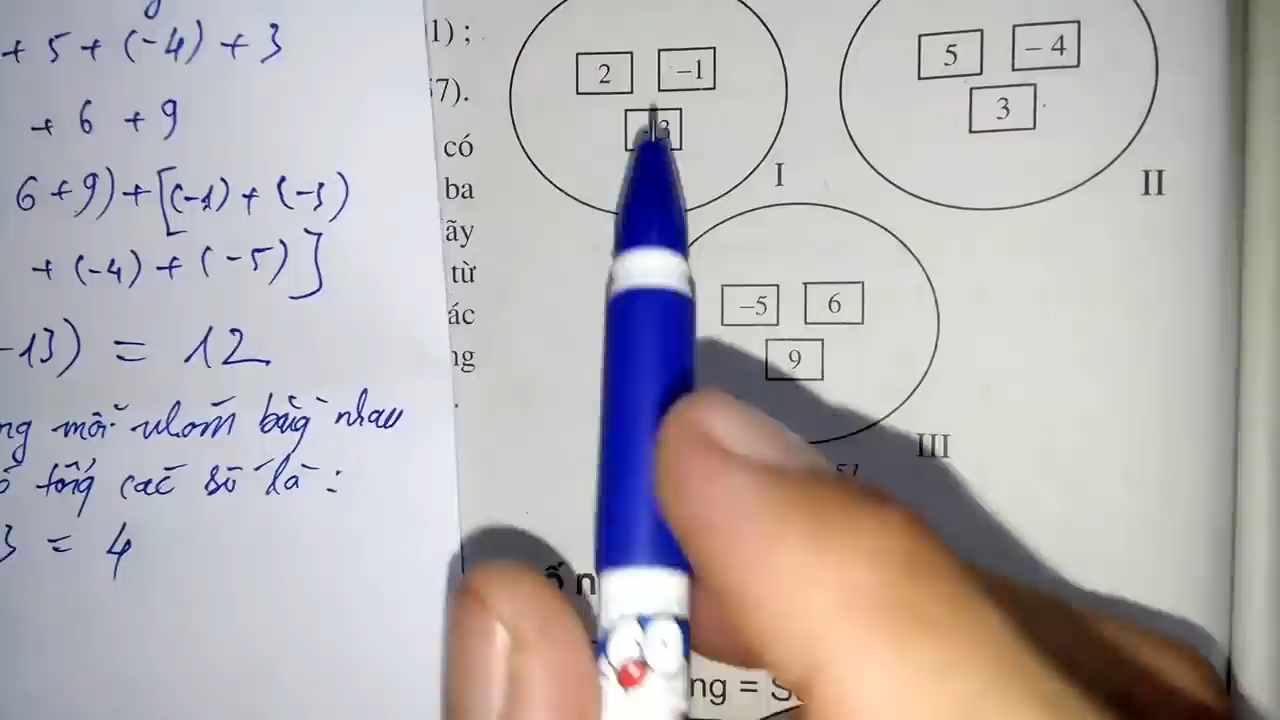 + 5 + (-4) + 3
+ 6 + 9
6 + 9) + [(-1) + (-3)
+ (-4) + (-5)]
-13) = 12
ng mỗi nhóm bằng nhau
tổng các số là:
3 = 4
1) ;
7).
có
ba
ãy
từ
ác
ng
.
2 –1
I
5 – 4
3
II
–5 6
9
III
51
ố n
ng = S